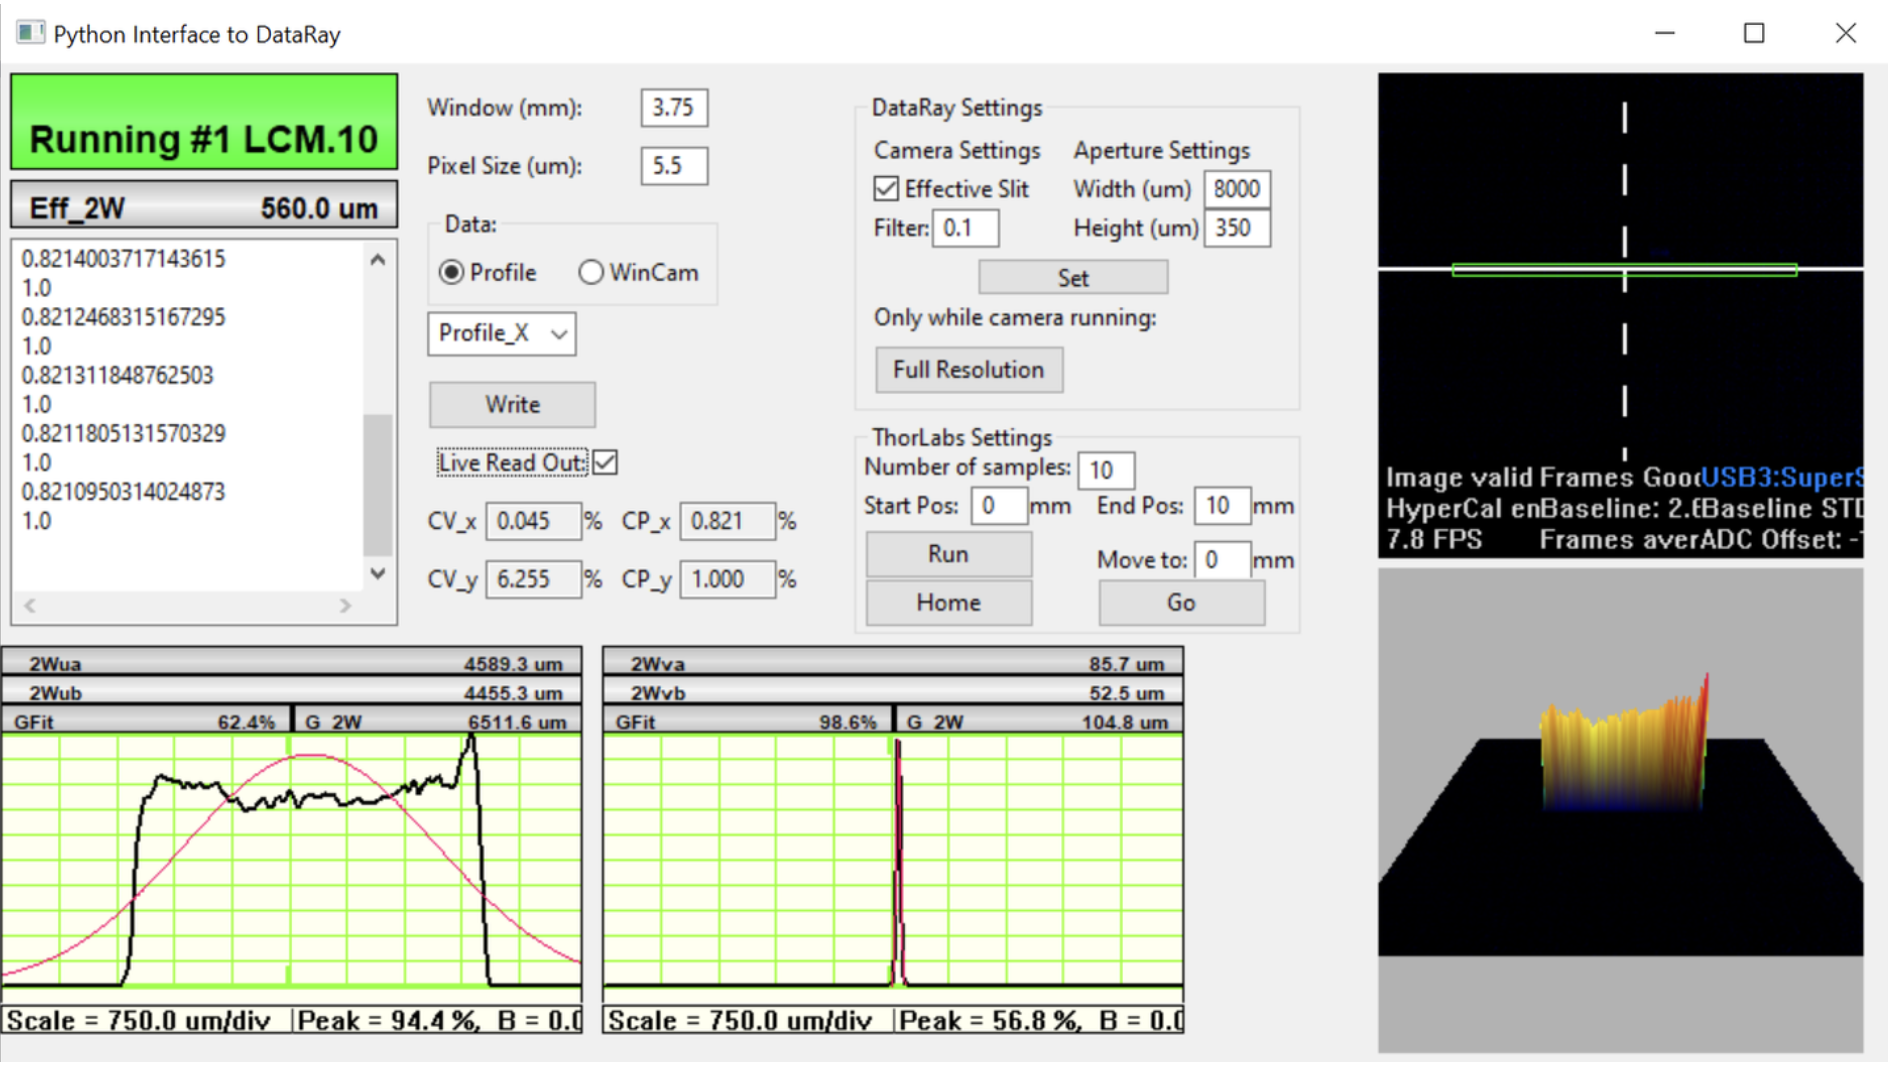 Python Interface to DataRay
Running #1 LCM.10
Eff_2W 560.0 um
0.8214003717143615
1.0
0.8212468315167295
1.0
0.821311848762503
1.0
0.8211805131570329
1.0
0.8210950314024873
1.0
Window (mm): 3.75
Pixel Size (um): 5.5
Data:
Profile WinCam
Profile_X
Write
Live Read Out:
CV_x 0.045 % CP_x 0.821 %
CV_y 6.255 % CP_y 1.000 %
DataRay Settings
Camera Settings Aperture Settings
Effective Slit Width (um) 8000
Filter: 0.1 Height (um) 350
Set
Only while camera running:
Full Resolution
ThorLabs Settings
Number of samples: 10
Start Pos: 0 mm End Pos: 10 mm
Run Move to: 0 mm
Home Go
Image valid Frames Good USB3:SuperS
HyperCal en Baseline: 2. Baseline STD
7.8 FPS Frames aver ADC Offset: -
2Wua 4589.3 um
2Wub 4455.3 um
GFit 62.4% G 2W 6511.6 um
Scale = 750.0 um/div Peak = 94.4 %, B = 0.0
2Wva 85.7 um
2Wvb 52.5 um
GFit 98.6% G 2W 104.8 um
Scale = 750.0 um/div Peak = 56.8 %, B = 0.0